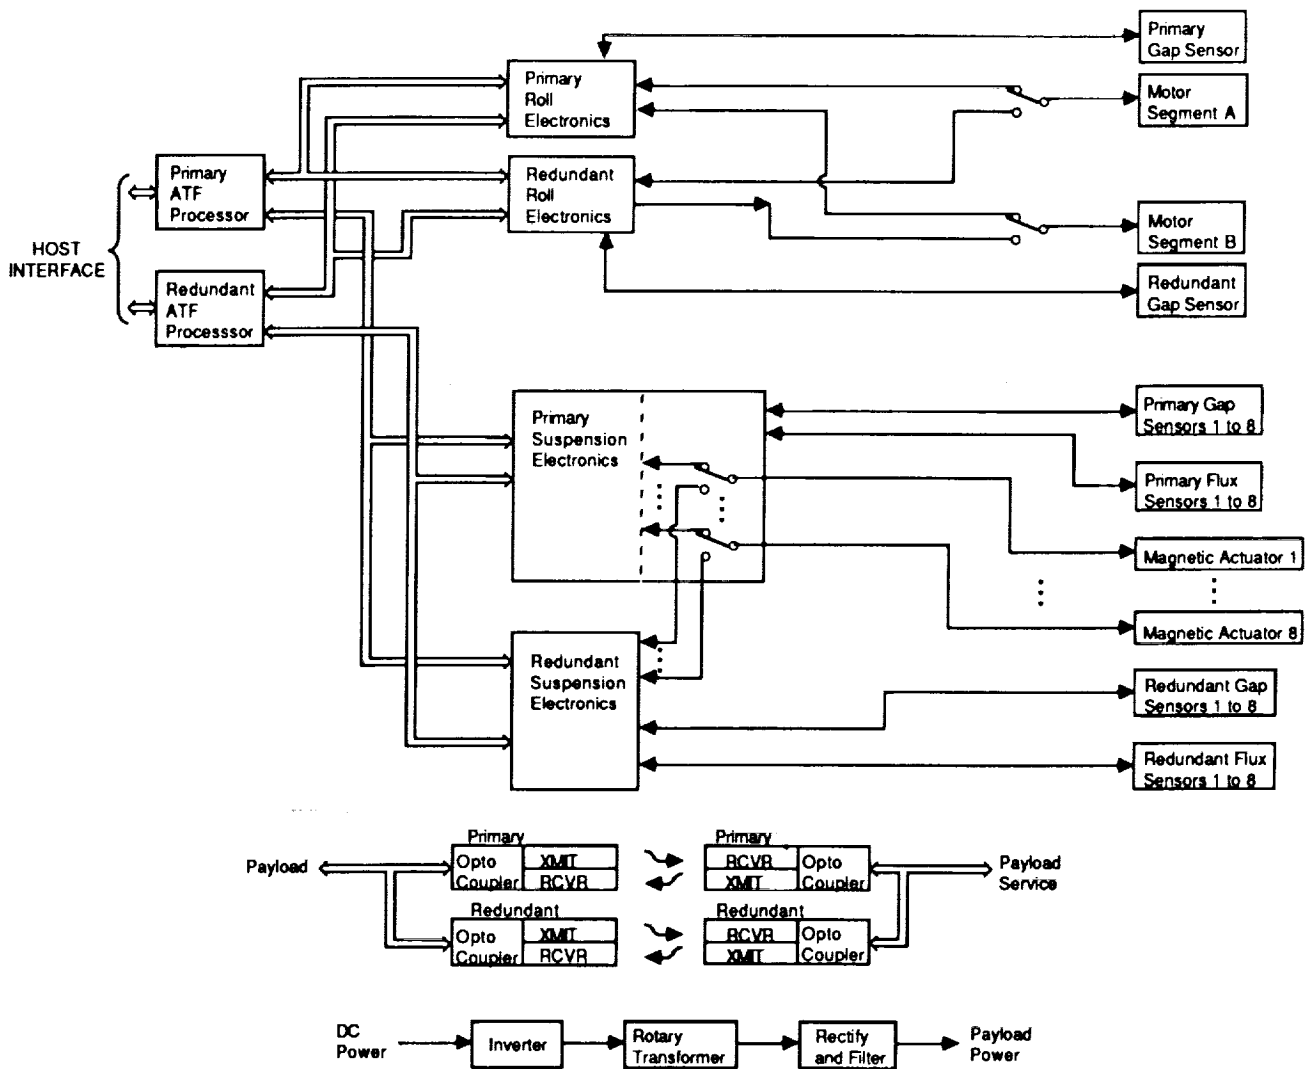 Primary
Gap Sensor
Primary
Roll
Electronics
Motor
Segment A
Primary
ATF
Processor
Redundant
Roll
Electronics
Motor
Segment B
HOST
INTERFACE
Redundant
ATF
Processsor
Redundant
Gap Sensor
Primary
Suspension
Electronics
Primary Gap
Sensors 1 to 8
Primary Flux
Sensors 1 to 8
Magnetic Actuator 1
Magnetic Actuator 8
Redundant
Suspension
Electronics
Redundant Gap
Sensors 1 to 8
Redundant Flux
Sensors 1 to 8
Payload
Primary
Opto
Coupler
XMIT
RCVR
Primary
RCVR
XMIT
Opto
Coupler
Payload
Service
Redundant
Opto
Coupler
XMIT
RCVR
Redundant
RCVR
XMIT
Opto
Coupler
DC
Power
Inverter
Rotary
Transformer
Rectify
and Filter
Payload
Power